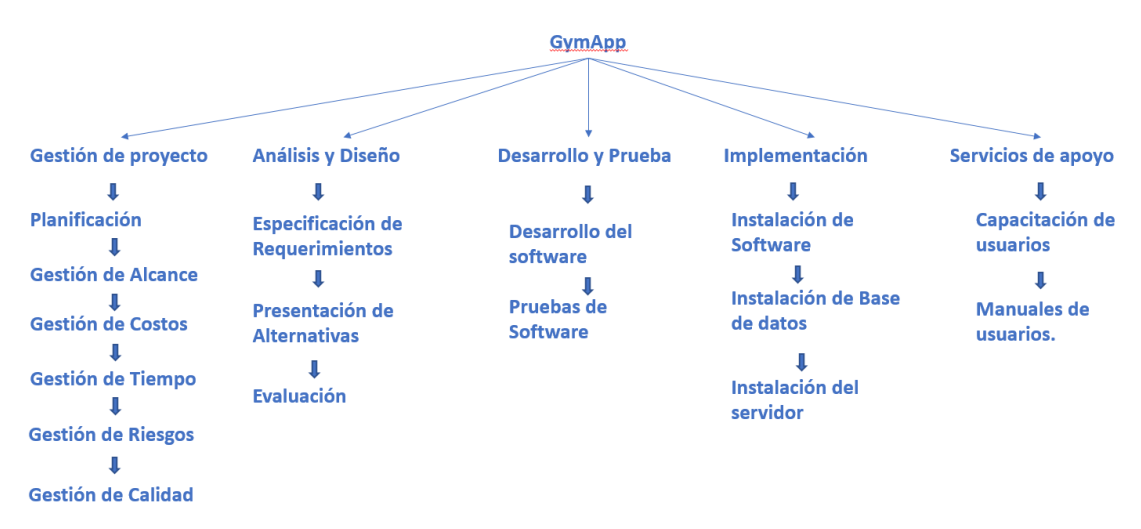 GymApp
Gestión de proyecto
Planificación
Gestión de Alcance
Gestión de Costos
Gestión de Tiempo
Gestión de Riesgos
Gestión de Calidad
Análisis y Diseño
Especificación de
Requerimientos
Presentación de
Alternativas
Evaluación
Desarrollo y Prueba
Desarrollo del
software
Pruebas de
Software
Implementación
Instalación de
Software
Instalación de Base
de datos
Instalación del
servidor
Servicios de apoyo
Capacitación de
usuarios
Manuales de
usuarios.